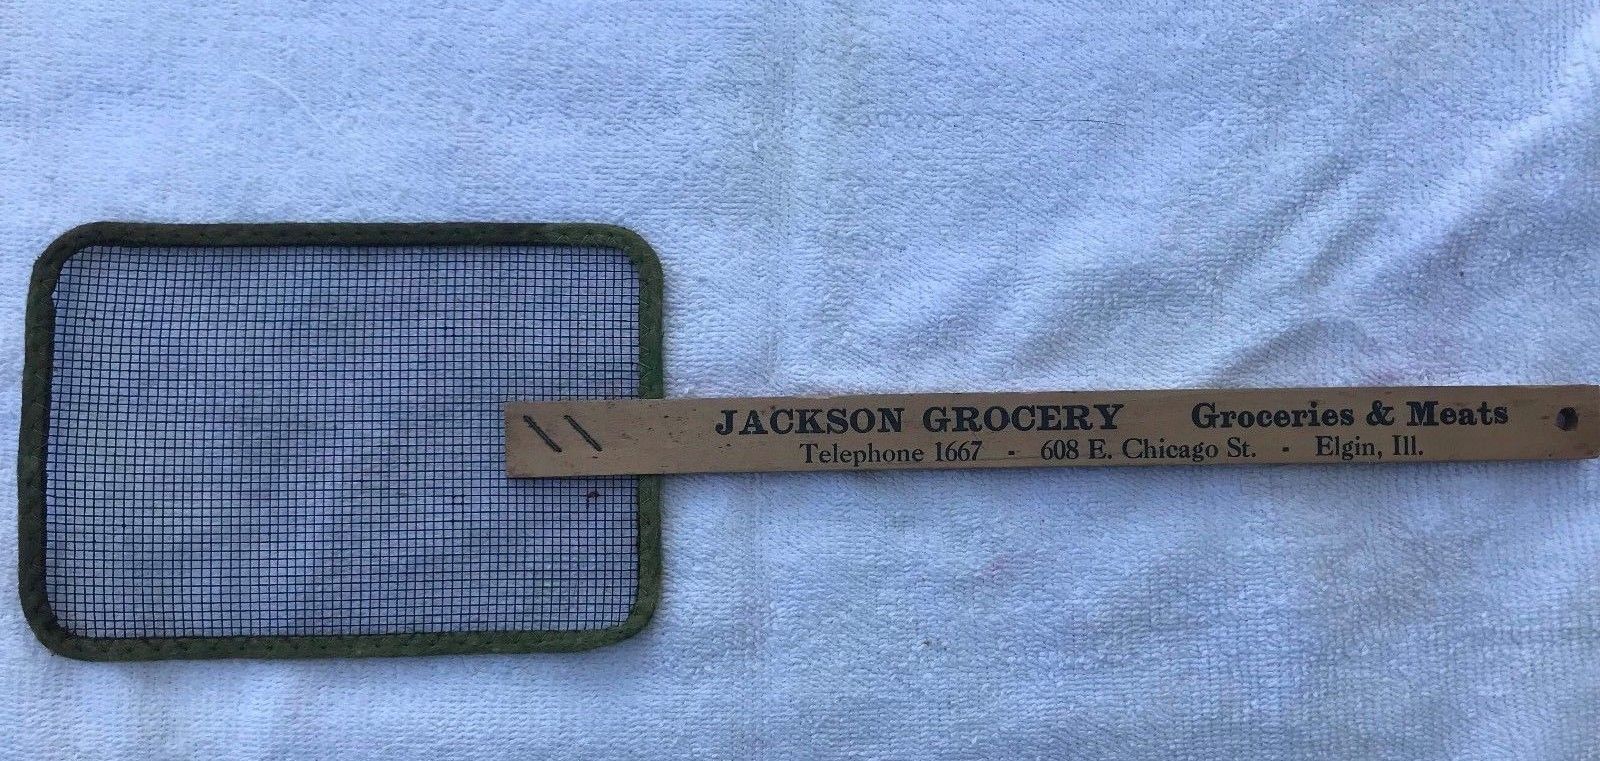 JACKSON GROCERY Groceries & Meats
Telephone 1667 - 608 E. Chicago St. - Elgin, Ill.